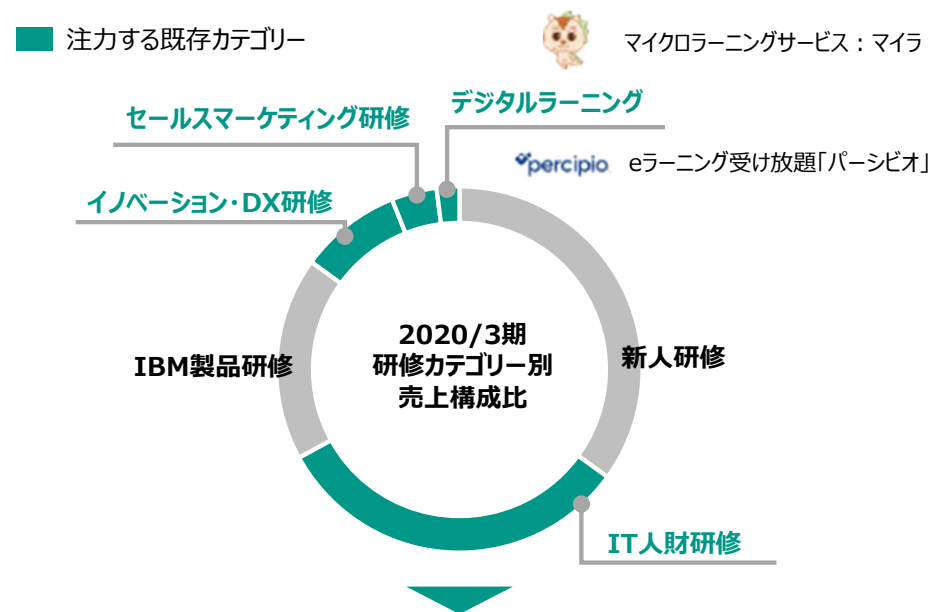 注力する既存カテゴリー
マイクロラーニングサービス：マイラ
セールスマーケティング研修
デジタルラーニング
percipio. eラーニング受け放題「パーシビオ」
イノベーション・DX研修
IBM製品研修
2020/3期
研修カテゴリー別
売上構成比
新人研修
IT人財研修